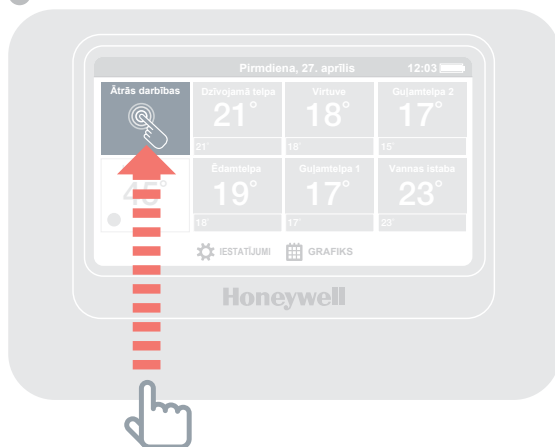 Pirmdiena, 27. aprīlis 12:03
Ātrās darbības Dzīvojamā telpa Virtuve Guļamtelpa 2
21° 18° 17°
21° 18° 15°
Ēdamtelpa Guļamtelpa 1 Vannas istaba
45° 19° 17° 23°
18° 17° 23°
IESTATĪJUMI GRAFIKS
Honeywell